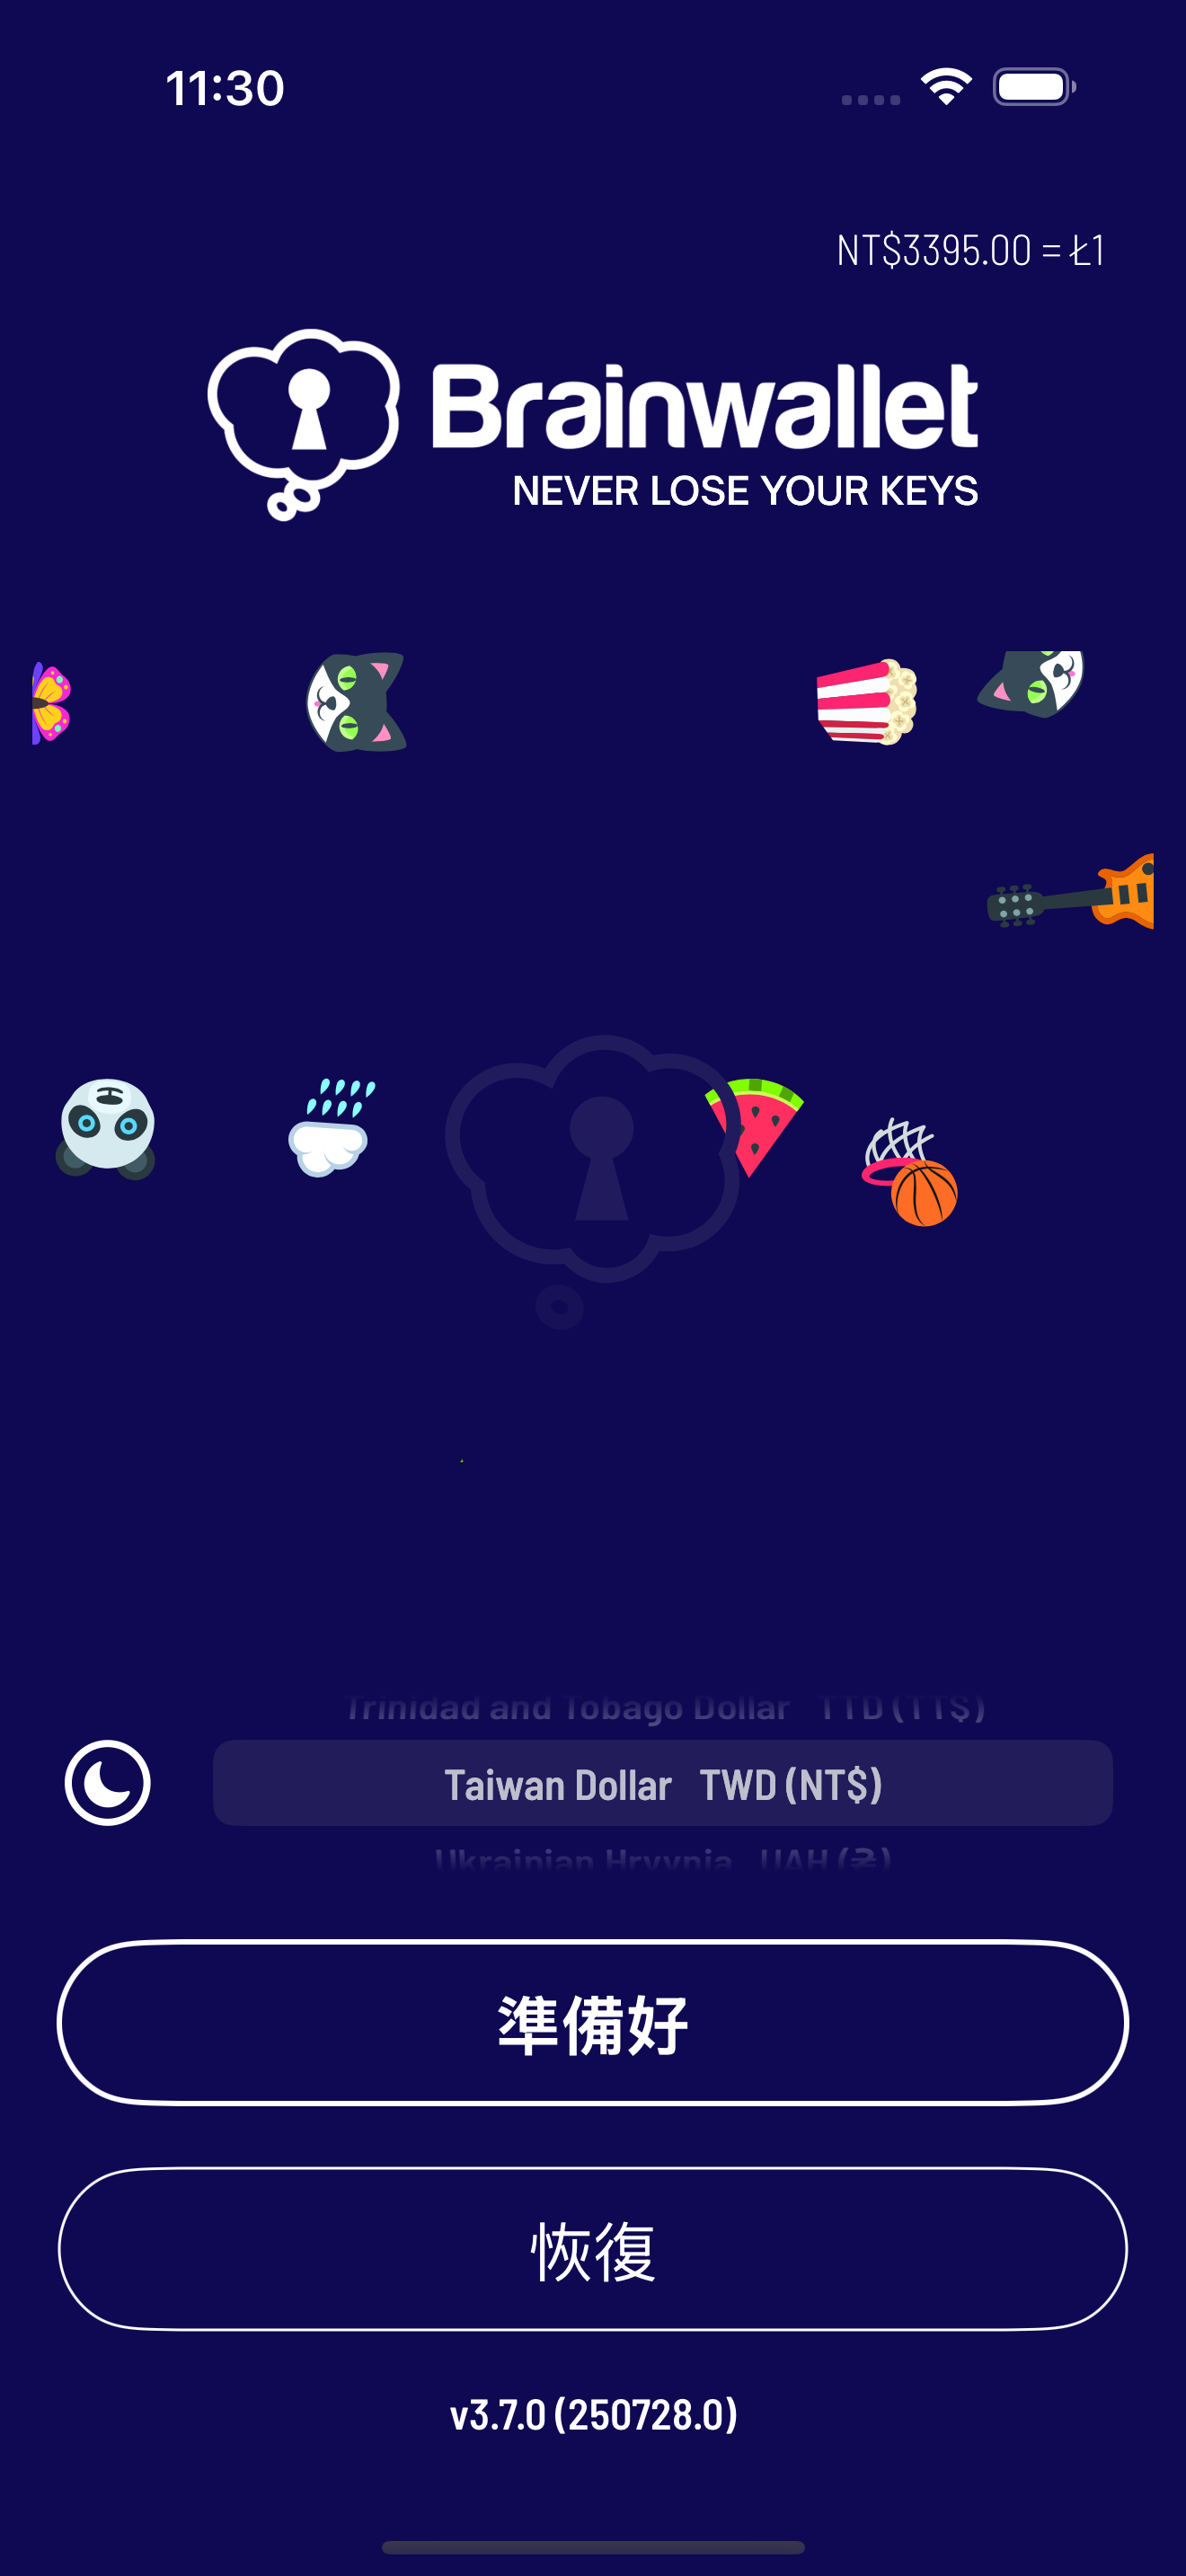 11:30
NT$3395.00 = Ł1
Brainwallet
NEVER LOSE YOUR KEYS
Trinidad and Tobago Dollar TTD (TT$)
Taiwan Dollar TWD (NT$)
Ukrainian Hryvnia UAH (₴)
準備好
恢復
v3.7.0 (250728.0)